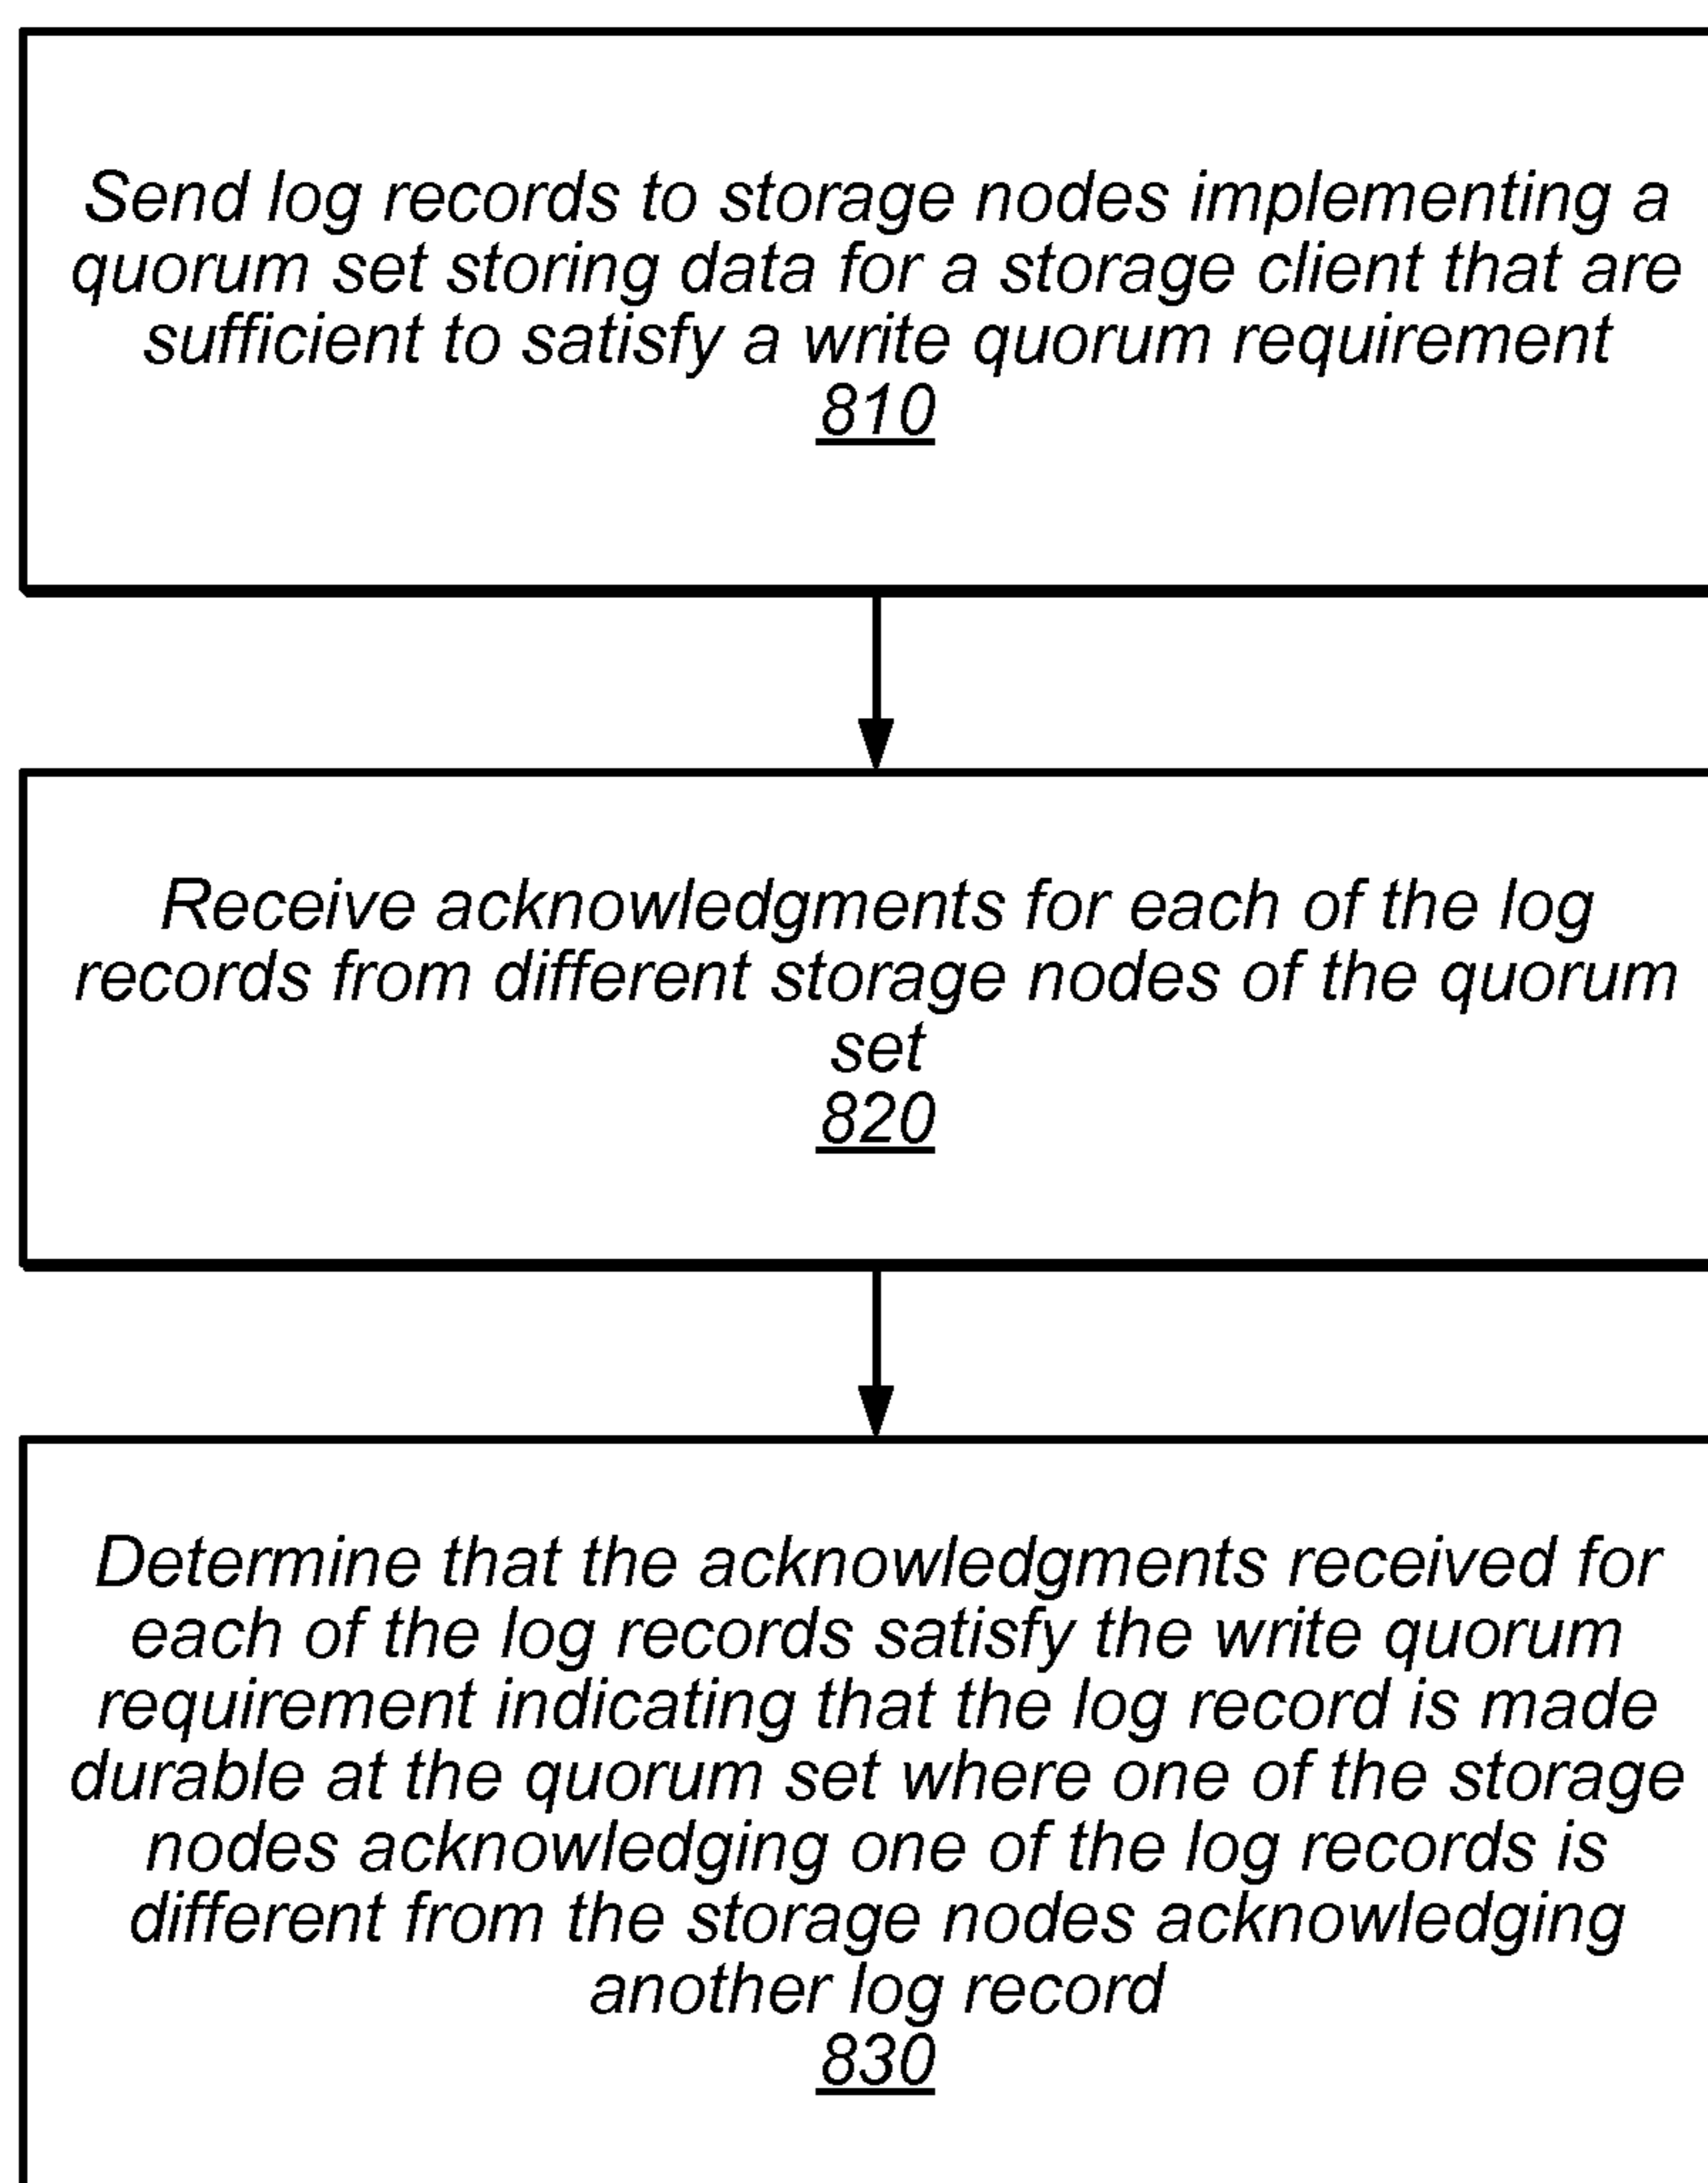 Send log records to storage nodes implementing a
quorum set storing data for a storage client that are
sufficient to satisfy a write quorum requirement
810
Receive acknowledgments for each of the log
records from different storage nodes of the quorum
set
820
Determine that the acknowledgments received for
each of the log records satisfy the write quorum
requirement indicating that the log record is made
durable at the quorum set where one of the storage
nodes acknowledging one of the log records is
different from the storage nodes acknowledging
another log record
830